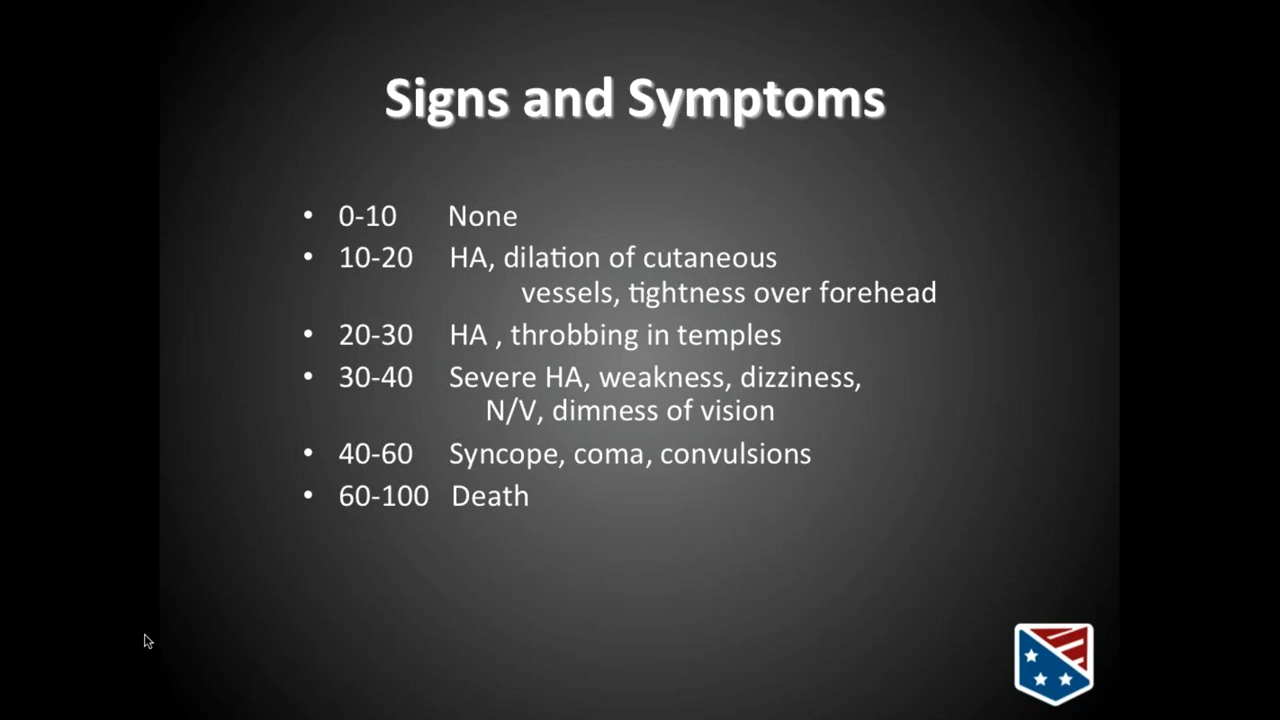 Signs and Symptoms
• 0-10 None
• 10-20 HA, dilation of cutaneous
vessels, tightness over forehead
• 20-30 HA , throbbing in temples
• 30-40 Severe HA, weakness, dizziness,
N/V, dimness of vision
• 40-60 Syncope, coma, convulsions
• 60-100 Death